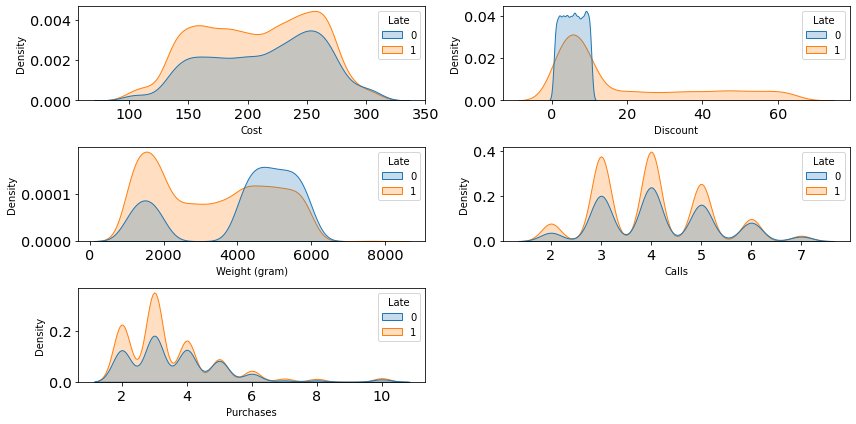 Density
0.004
0.002
0.000
100 150 200 250 300 350
Cost
Late
0
1
Density
0.04
0.02
0.00
0 20 40 60
Discount
Late
0
1
Density
0.0001
0.0000
0 2000 4000 6000 8000
Weight (gram)
Late
0
1
Density
0.4
0.2
0.0
2 3 4 5 6 7
Calls
Late
0
1
Density
0.2
0.0
2 4 6 8 10
Purchases
Late
0
1